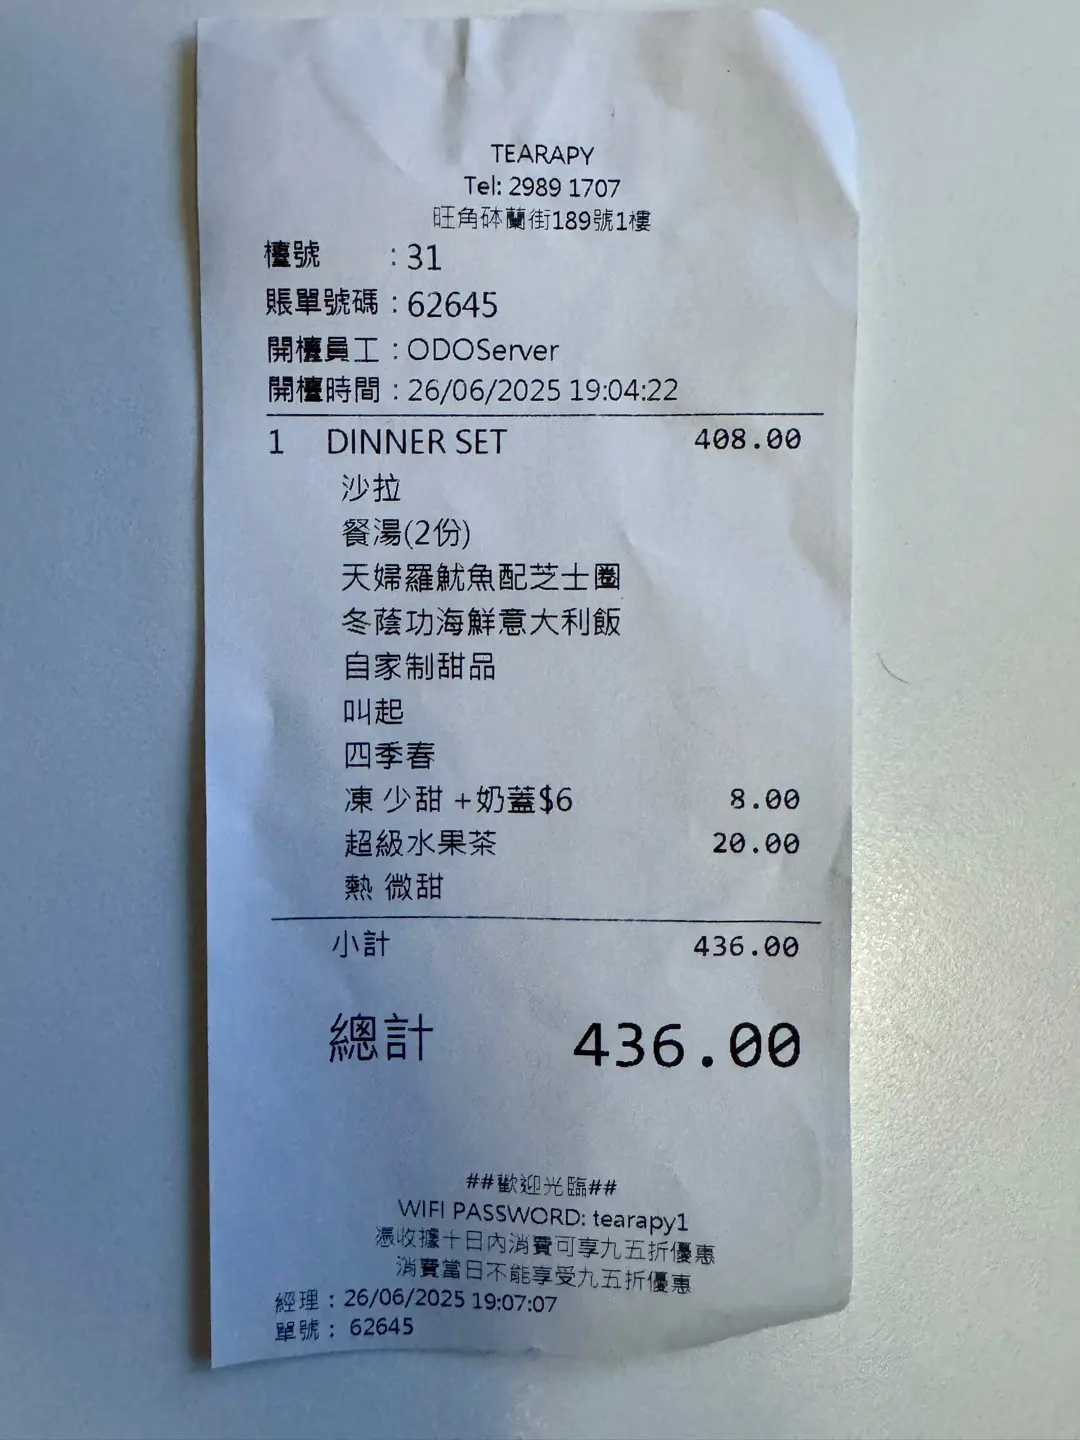 TEARAPY
Tel: 2989 1707
旺角砵蘭街189號1樓
檯號 : 31
賬單號碼 : 62645
開檯員工 : ODOServer
開檯時間 : 26/06/2025 19:04:22
1 DINNER SET 408.00
沙拉
餐湯(2份)
天婦羅魷魚配芝士圈
冬蔭功海鮮意大利飯
自家制甜品
叫起
四季春
凍 少甜 +奶蓋$6 8.00
超級水果茶 20.00
熱 微甜
小計 436.00
總計 436.00
##歡迎光臨##
WIFI PASSWORD: tearapy1
憑收據十日內消費可享九五折優惠
消費當日不能享受九五折優惠
經理 : 26/06/2025 19:07:07
單號 : 62645